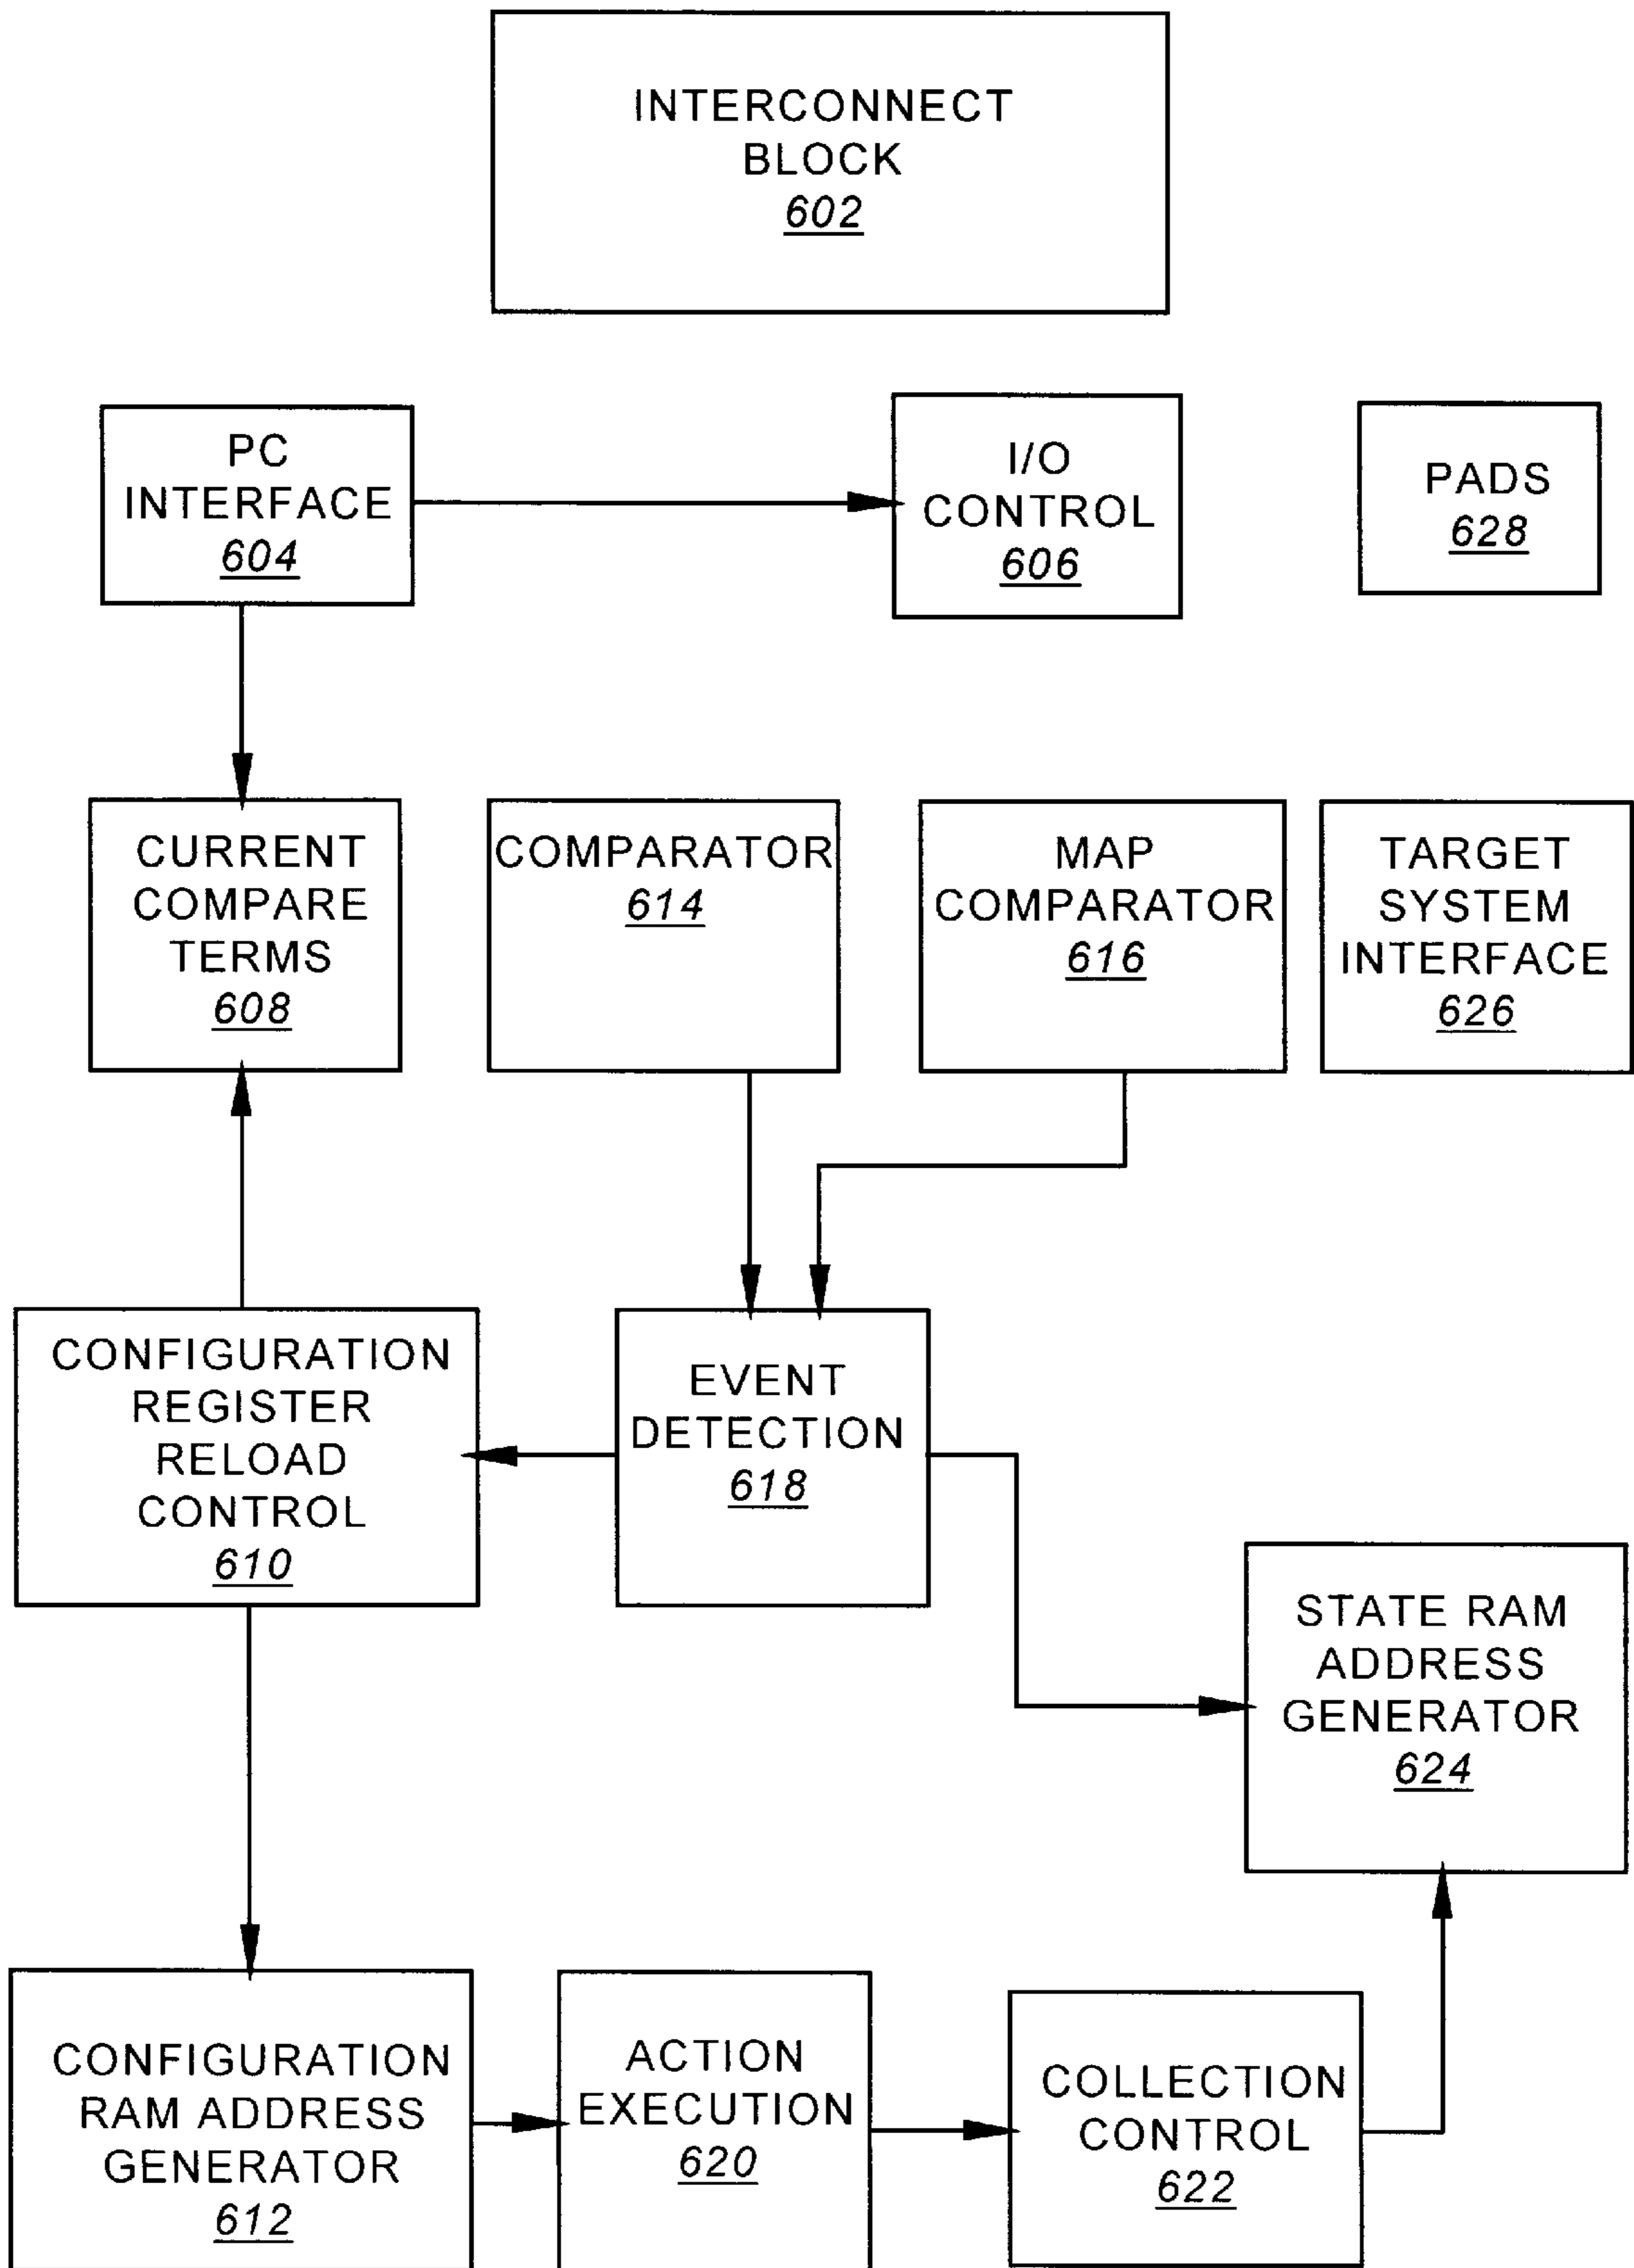 INTERCONNECT
BLOCK
602
PC
INTERFACE
604
I/O
CONTROL
606
PADS
628
CURRENT
COMPARE
TERMS
608
COMPARATOR
614
MAP
COMPARATOR
616
TARGET
SYSTEM
INTERFACE
626
CONFIGURATION
REGISTER
RELOAD
CONTROL
610
EVENT
DETECTION
618
STATE RAM
ADDRESS
GENERATOR
624
CONFIGURATION
RAM ADDRESS
GENERATOR
612
ACTION
EXECUTION
620
COLLECTION
CONTROL
622